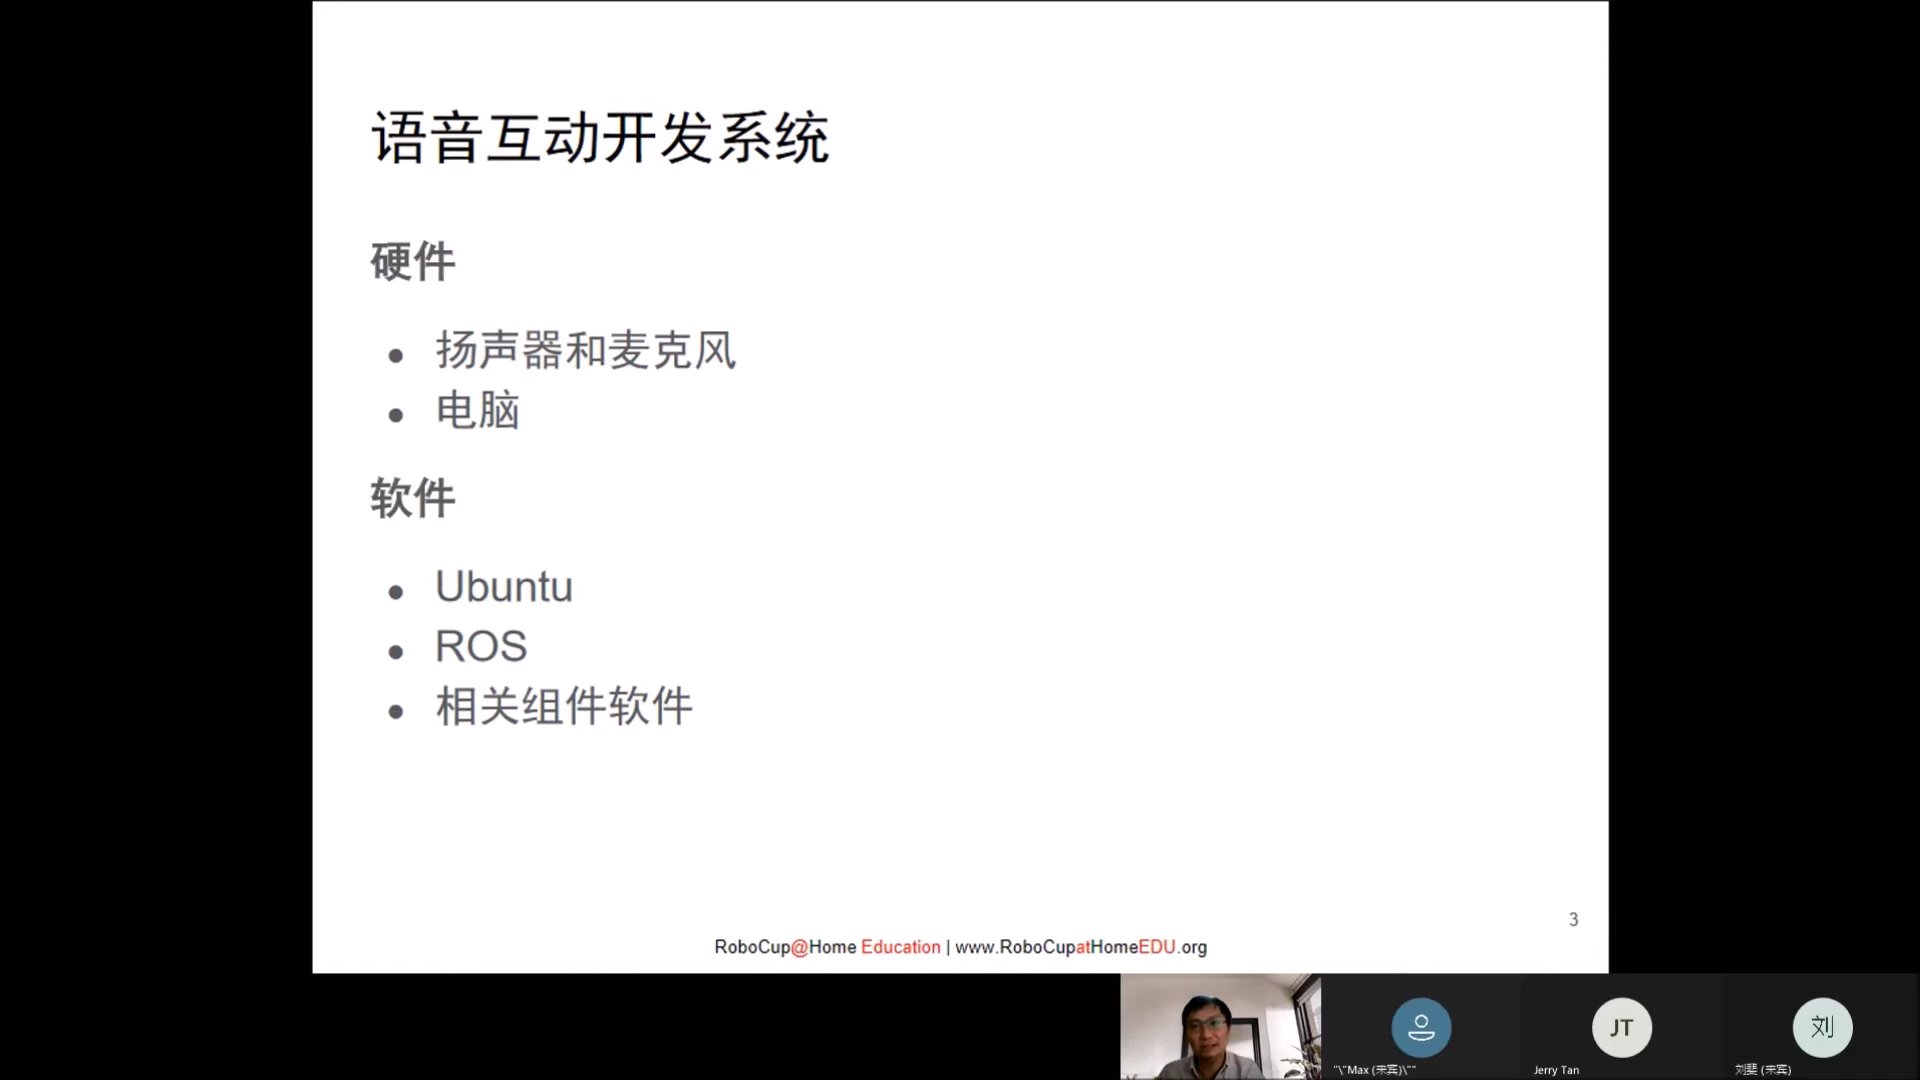 语音互动开发系统
硬件
● 扬声器和麦克风
● 电脑
软件
● Ubuntu
● ROS
● 相关组件软件
3
RoboCup@Home Education | www.RoboCupatHomeEDU.org
"\"Max (来宾)\""
JT
Jerry Tan
刘
刘斐 (来宾)